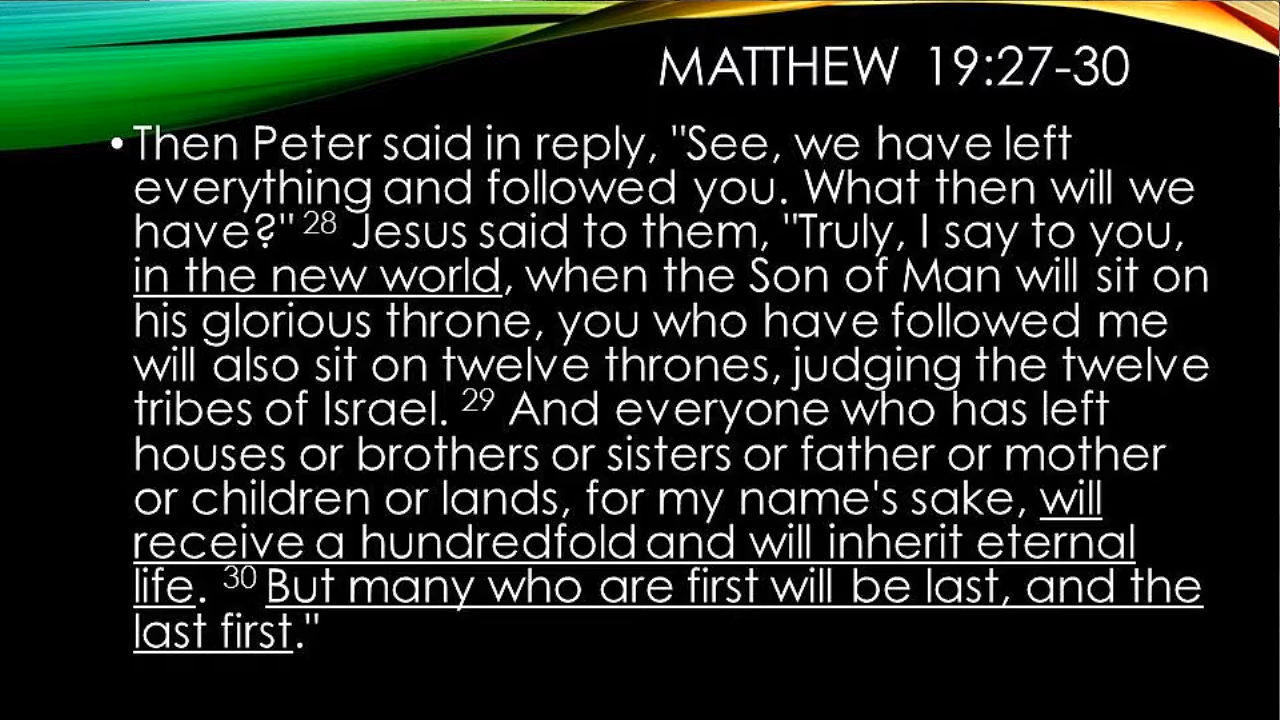 MATTHEW 19:27-30
• Then Peter said in reply, "See, we have left
everything and followed you. What then will we
have?" 28 Jesus said to them, "Truly, I say to you,
in the new world, when the Son of Man will sit on
his glorious throne, you who have followed me
will also sit on twelve thrones, judging the twelve
tribes of Israel. 29 And everyone who has left
houses or brothers or sisters or father or mother
or children or lands, for my name's sake, will
receive a hundredfold and will inherit eternal
life. 30 But many who are first will be last, and the
last first."